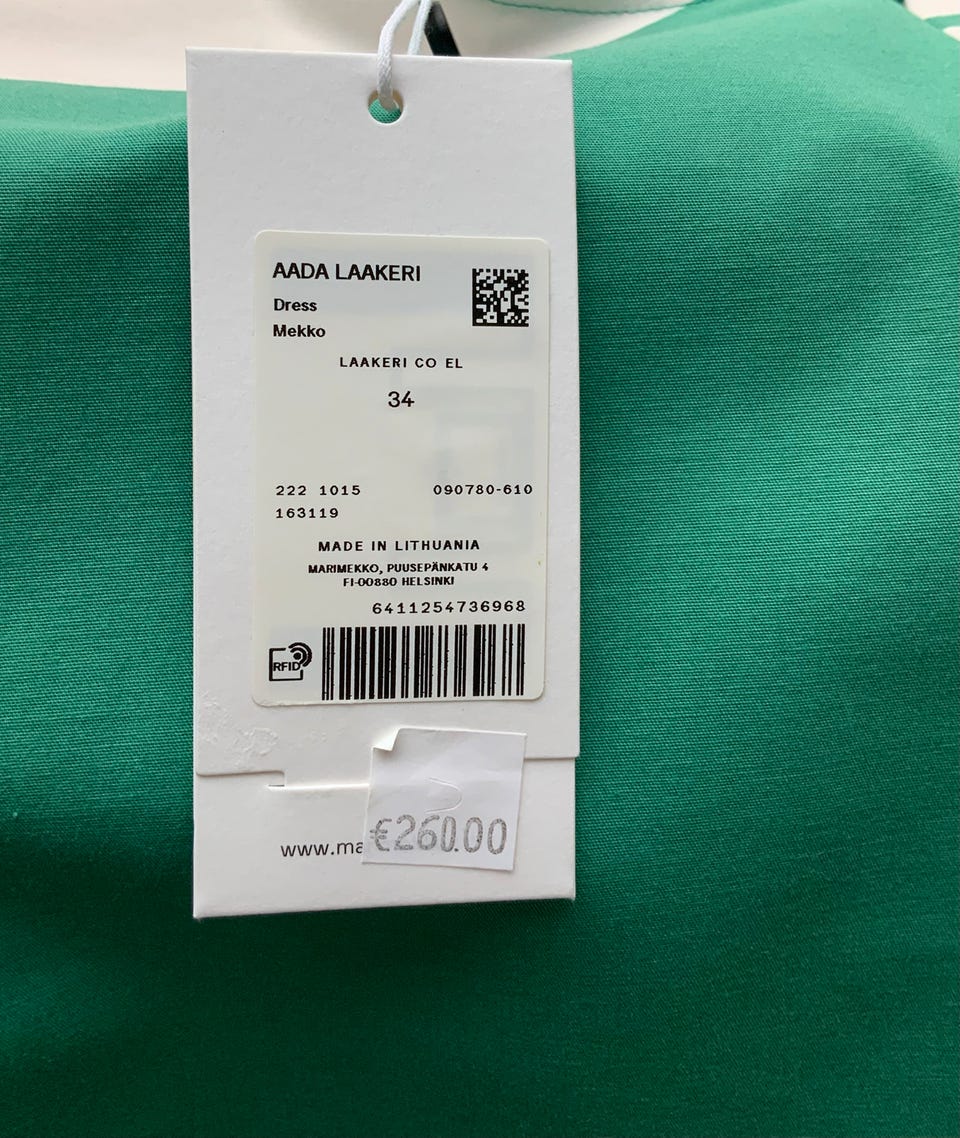 AADA LAAKERI
Dress
Mekko
LAAKERI CO EL
34
222 1015 090780-610
163119
MADE IN LITHUANIA
MARIMEKKO, PUUSEPÄNKATU 4
FI-00880 HELSINKI
6411254736968
RFID
€260.00
www.ma